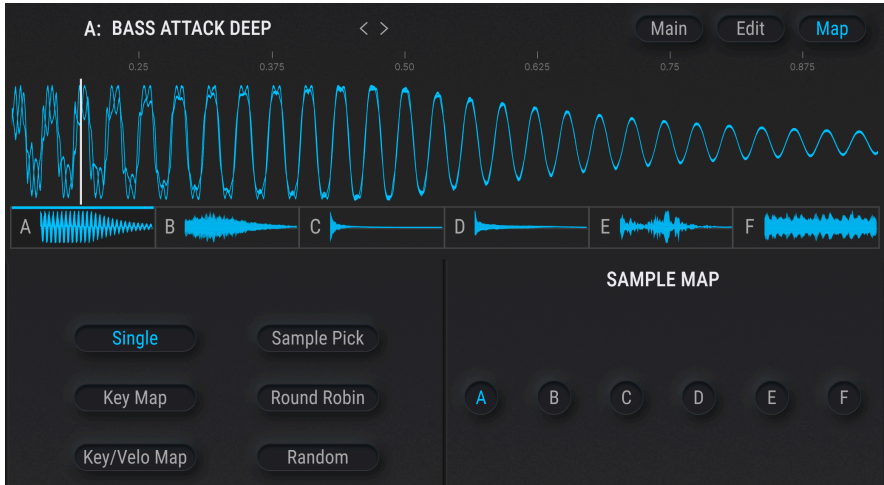 A: BASS ATTACK DEEP < > Main Edit Map
0.25 0.375 0.50 0.625 0.75 0.875
A B C D E F
SAMPLE MAP
Single Sample Pick
Key Map Round Robin
A B C D E F
Key/Velo Map Random